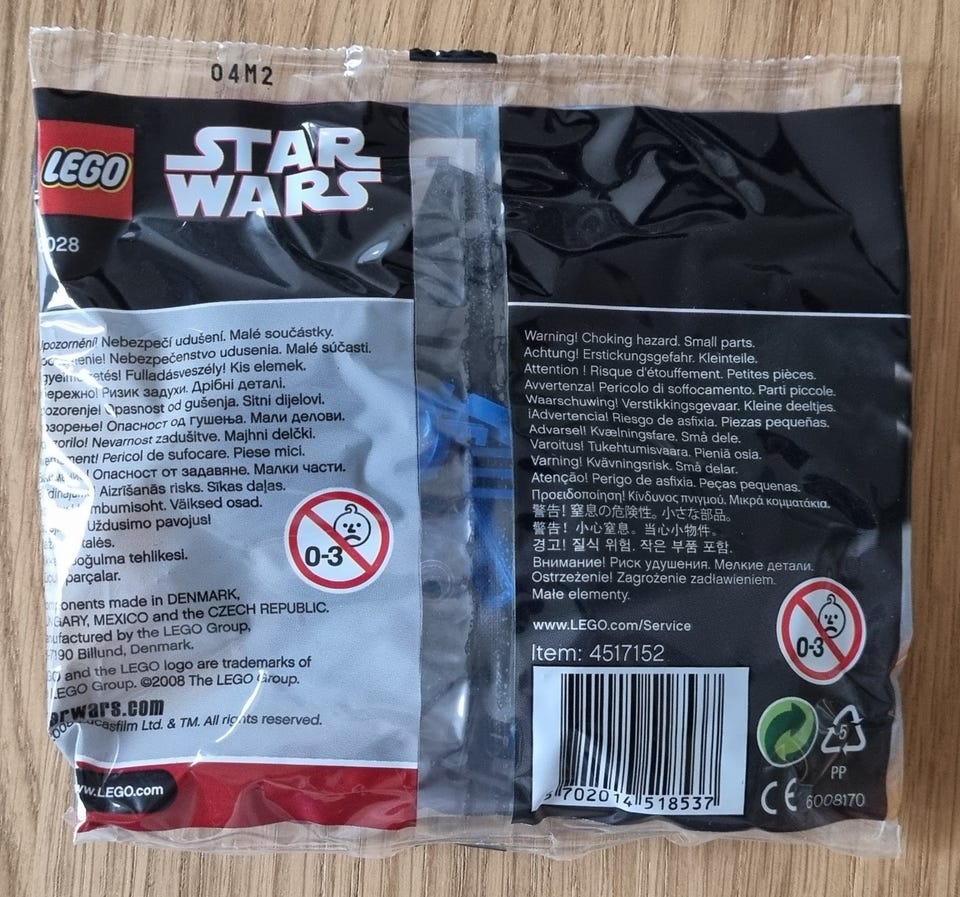 04M2
LEGO
STAR
WARS
028
Nebezpečí udušení. Malé součástky.
Nebezpečenstvo udusenia. Malé súčasti.
Fulladásveszély! Kis elemek.
Ризик задухи. Дрібні деталі.
Opasnost od gušenja. Sitni dijelovi.
Опасност од гушења. Мали делови.
Nevarnost zadušitve. Majhni delčki.
Pericol de sufocare. Piese mici.
Опасност от задавяне. Малки части.
Aizrīšanās risks. Sīkas daļas.
Väiksed osad.
Uždusimo pavojus!
tehlikesi.
parçalar.
0-3
made in DENMARK,
MEXICO and the CZECH REPUBLIC.
by the LEGO Group,
Billund, Denmark.
and the LEGO logo are trademarks of
LEGO Group. ©2008 The LEGO Group.
Ltd. & TM. All rights reserved.
www.LEGO.com
Warning! Choking hazard. Small parts.
Achtung! Erstickungsgefahr. Kleinteile.
Attention ! Risque d'étouffement. Petites pièces.
Avvertenza! Pericolo di soffocamento. Parti piccole.
Waarschuwing! Verstikkingsgevaar. Kleine deeltjes.
¡Advertencia! Riesgo de asfixia. Piezas pequeñas.
Advarsel! Kvælningsfare. Små dele.
Varoitus! Tukehtumisvaara. Pieniä osia.
Varning! Kvävningsrisk. Små delar.
Atenção! Perigo de asfixia. Peças pequenas.
Προειδοποίηση! Κίνδυνος πνιγμού. Μικρά κομματάκια.
警告! 窒息の危険性。小さな部品。
警告! 小心窒息。当心小物件。
경고! 질식 위험. 작은 부품 포함.
Внимание! Риск удушения. Мелкие детали.
Ostrzeżenie! Zagrożenie zadławieniem.
Małe elementy.
www.LEGO.com/Service
Item: 4517152
0-3
5 702014 518537
5
PP
CE 6008170